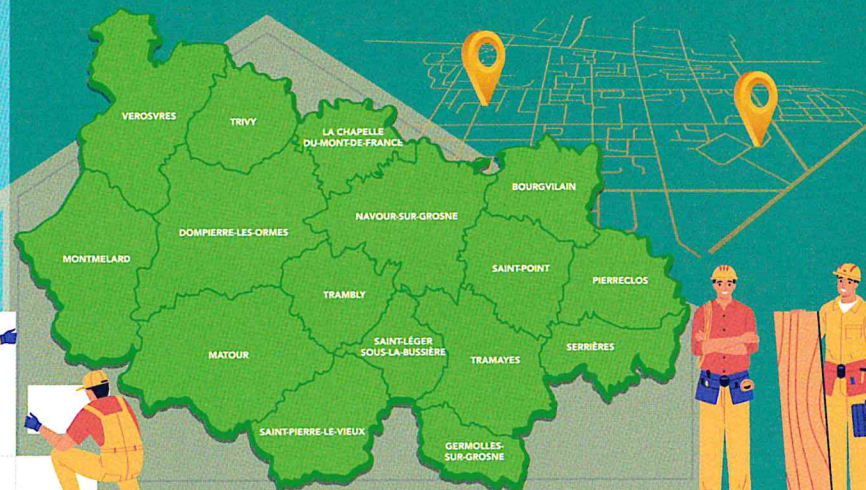 VEROSVRES
TRIVY
LA CHAPELLE
DU-MONT-DE-FRANCE
BOURGVILAIN
NAVOUR-SUR-GROSNE
DOMPIERRE-LES-ORMES
MONTMELARD
SAINT-POINT
PIERRECLOS
TRAMBLY
SAINT-LÉGER
SOUS-LA-BUSSIÈRE
SERRIÈRES
MATOUR
TRAMAYES
SAINT-PIERRE-LE-VIEUX
GERMOLLES-
SUR-GROSNE